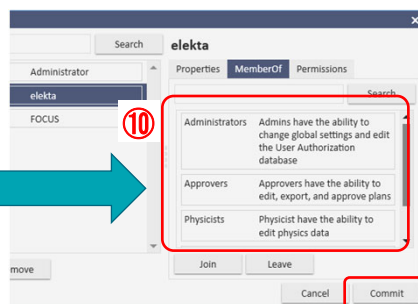 Search
elekta
Administrator
elekta
FOCUS
Properties MemberOf Permissions
Search
⑩
Administrators Admins have the ability to
change global settings and edit
the User Authorization
database
Approvers Approvers have the ability to
edit, export, and approve plans
Physicists Physicist have the ability to
edit physics data
move
Join Leave
Cancel Commit